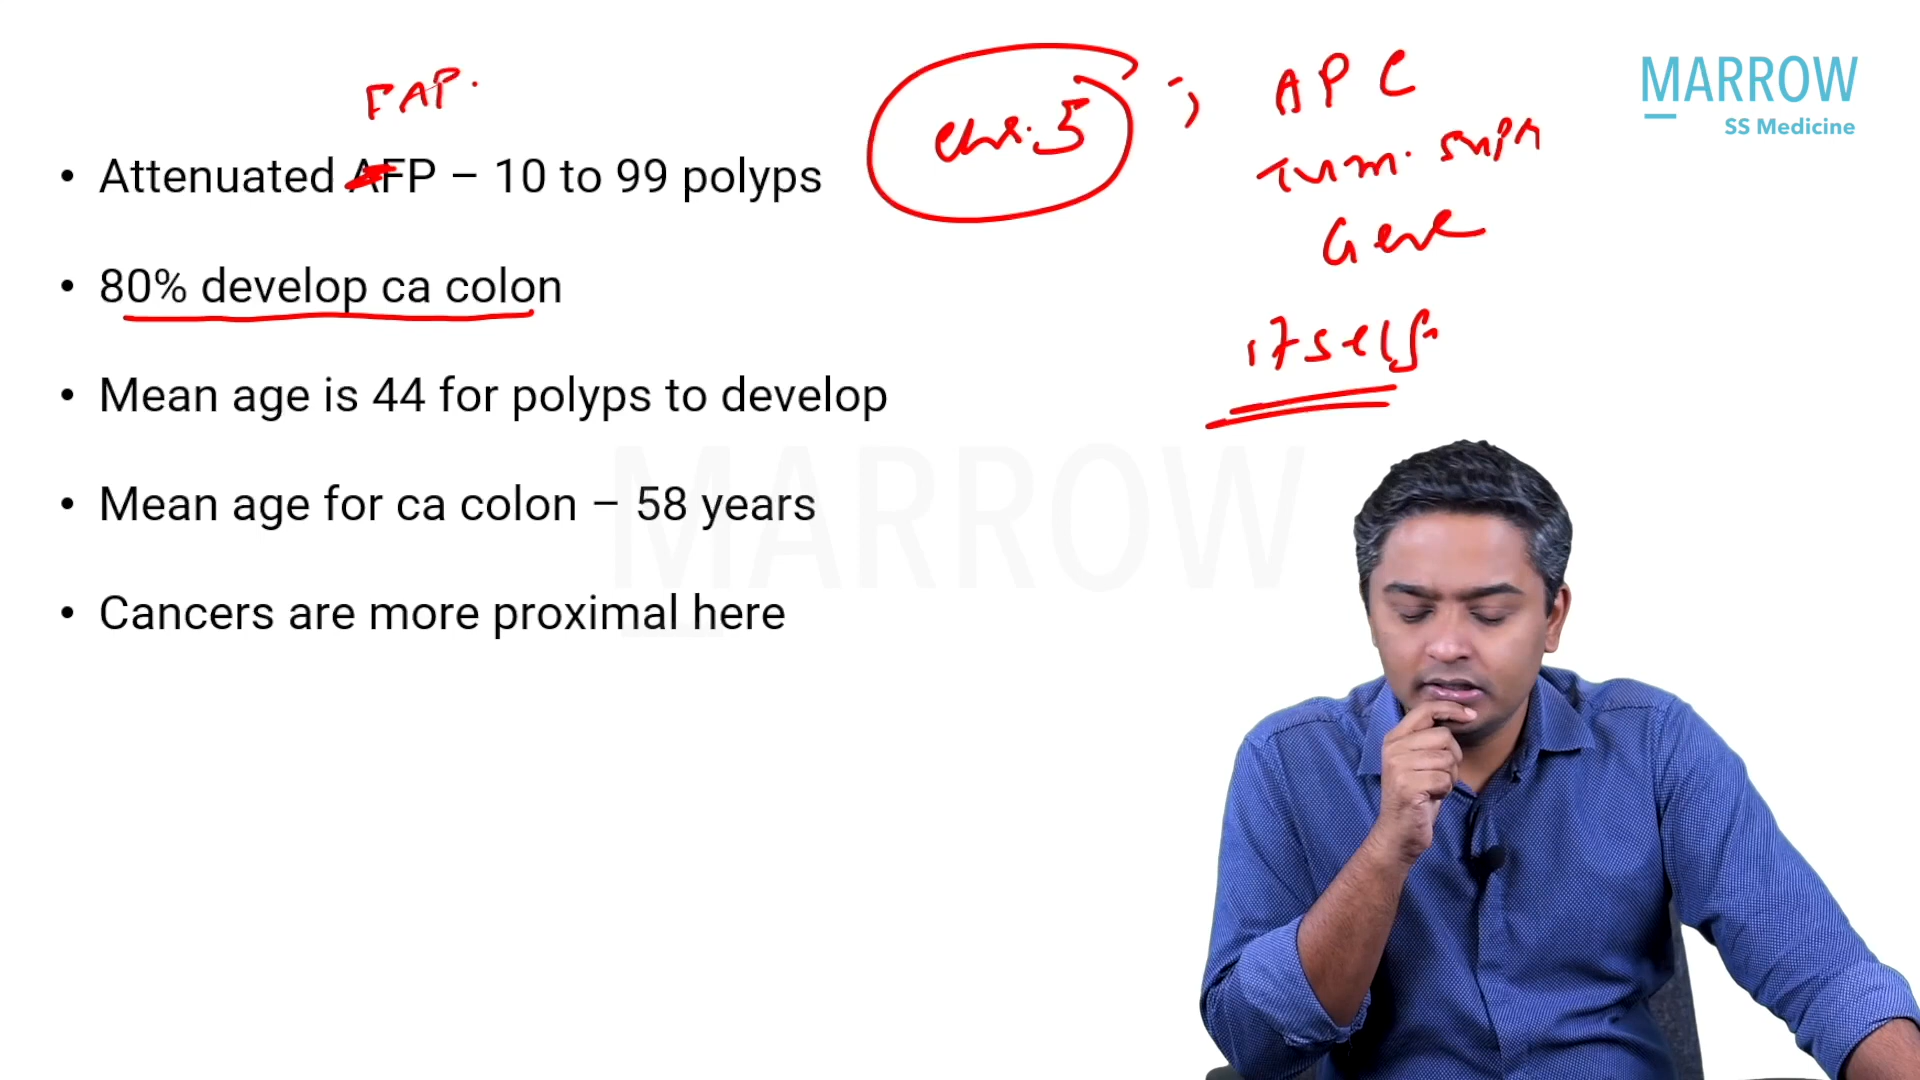 FAP.
• Attenuated AFP – 10 to 99 polyps
• 80% develop ca colon
• Mean age is 44 for polyps to develop
• Mean age for ca colon – 58 years
• Cancers are more proximal here
chr. 5 ; APC
Tum.
Gene
itself
MARROW
SS Medicine
MARROW